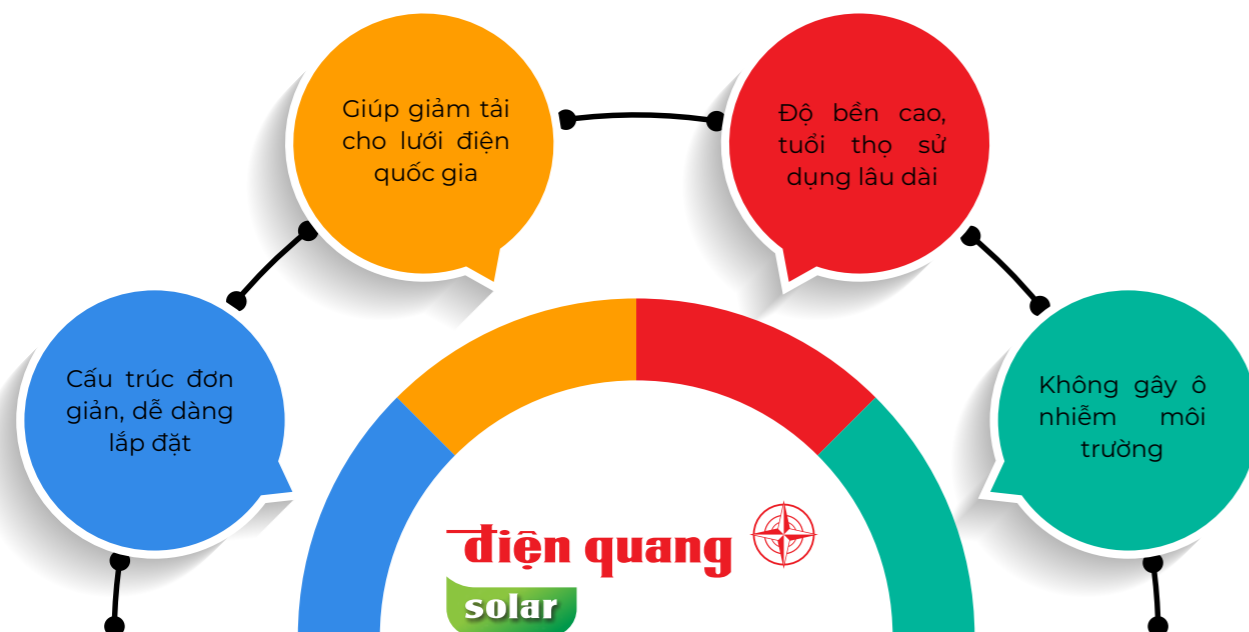 Giúp giảm tải
cho lưới điện
quốc gia
Độ bền cao,
tuổi thọ sử
dụng lâu dài
Cấu trúc đơn
giản, dễ dàng
lắp đặt
Không gây ô
nhiễm môi
trường
điện quang
solar